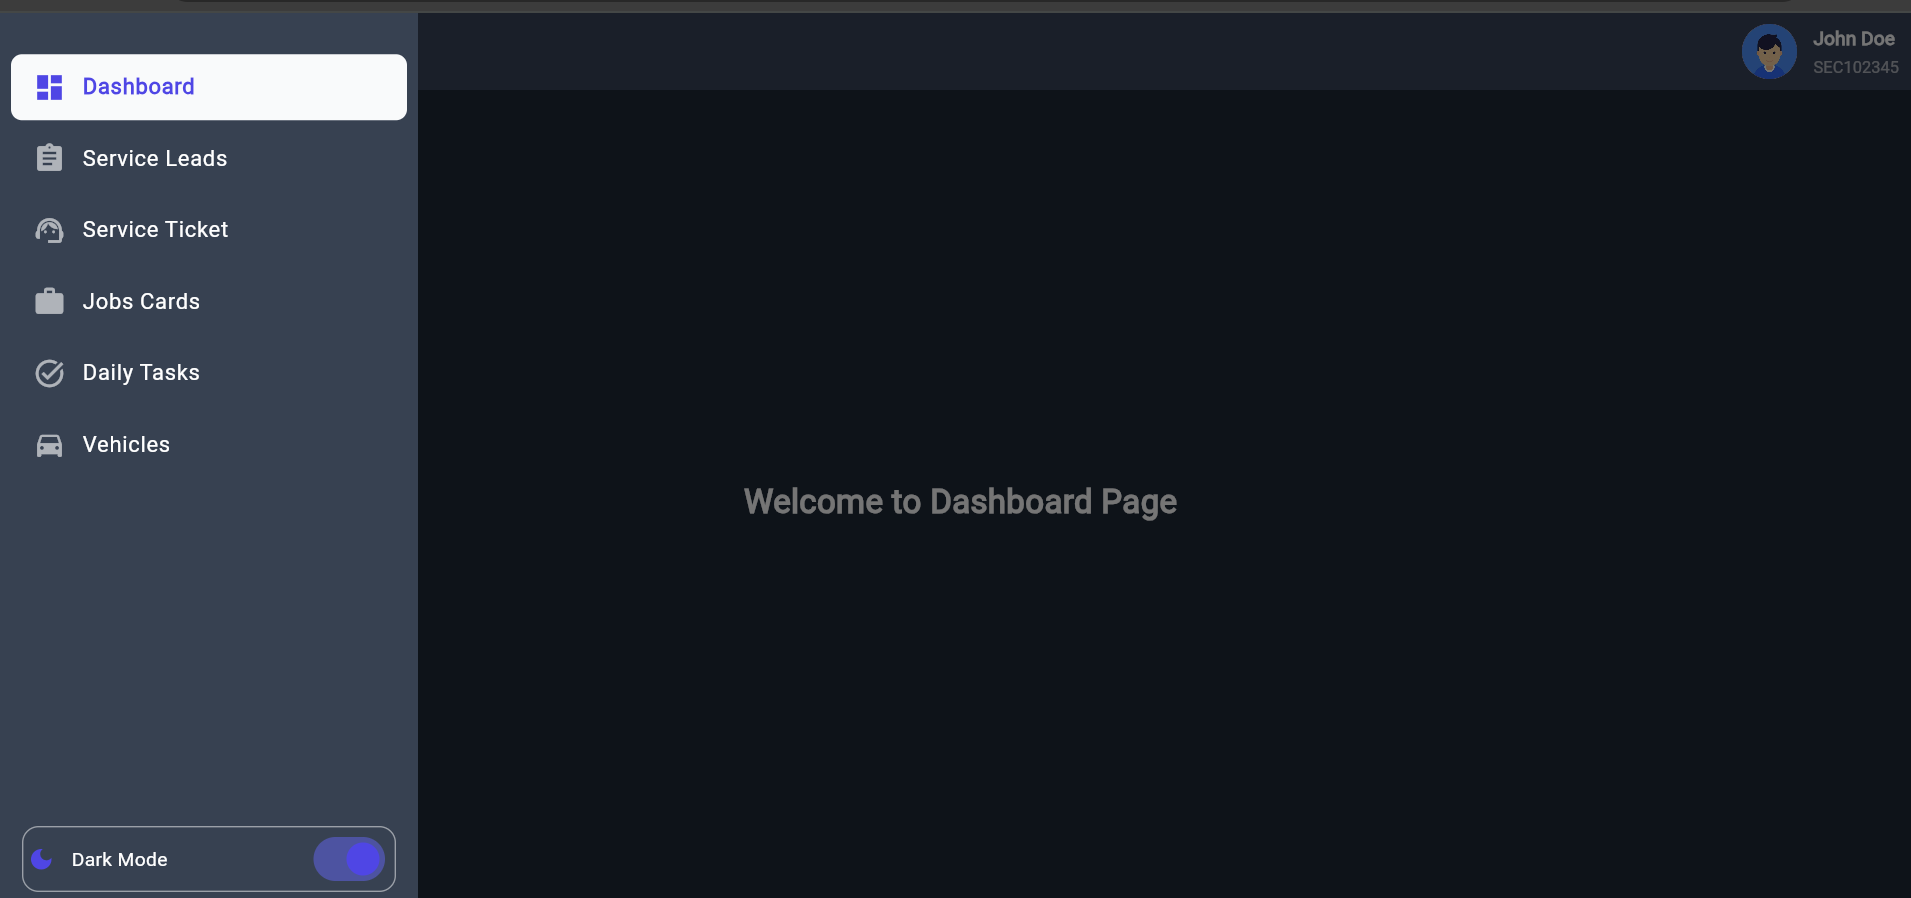 Dashboard
Service Leads
Service Ticket
Jobs Cards
Daily Tasks
Vehicles
Dark Mode
John Doe
SEC102345
Welcome to Dashboard Page